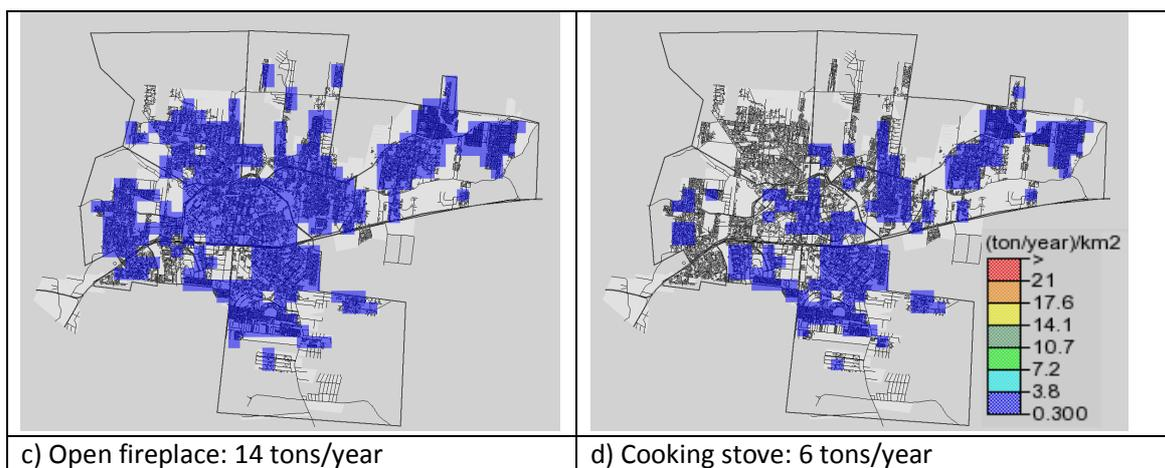 (ton/year)/km2
>
21
17.6
14.1
10.7
7.2
3.8
0.300
c) Open fireplace: 14 tons/year
d) Cooking stove: 6 tons/year